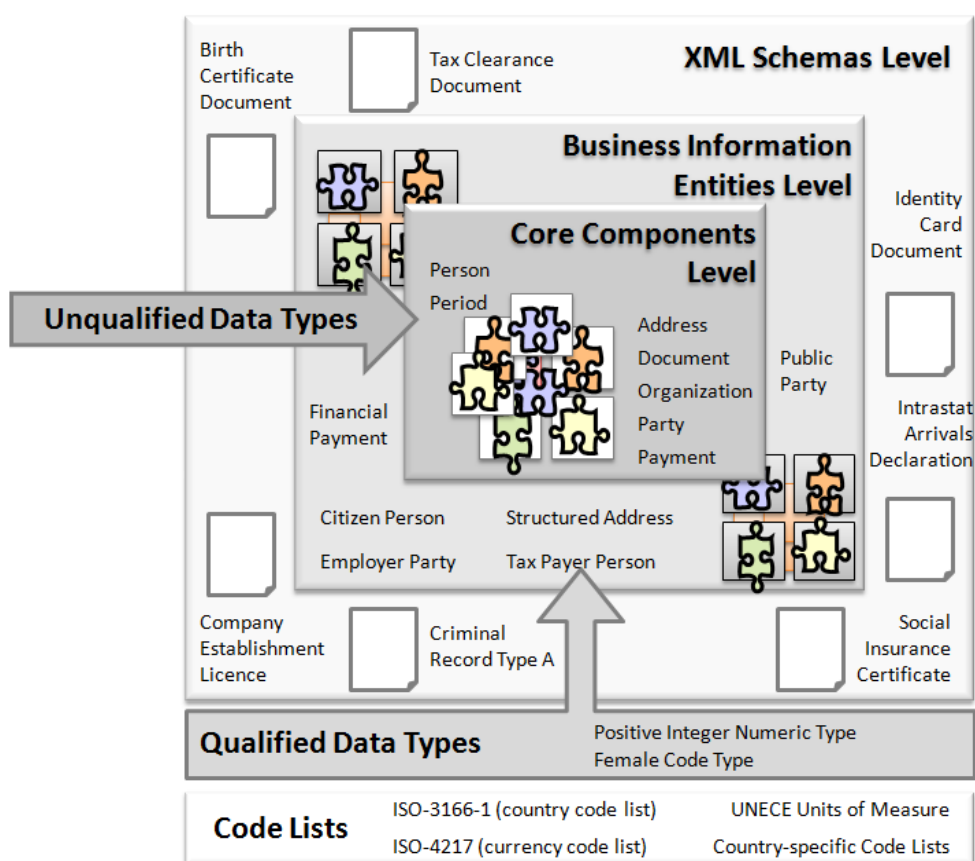 Birth
Certificate
Document
Tax Clearance
Document
XML Schemas Level
Business Information
Entities Level
Identity
Card
Document
Core Components
Level
Person
Period
Unqualified Data Types
Address
Document
Organization
Party
Payment
Public
Party
Financial
Payment
Intrastat
Arrivals
Declaration
Citizen Person
Structured Address
Employer Party
Tax Payer Person
Company
Establishment
Licence
Criminal
Record Type A
Social
Insurance
Certificate
Qualified Data Types
Positive Integer Numeric Type
Female Code Type
Code Lists
ISO-3166-1 (country code list)
UNECE Units of Measure
ISO-4217 (currency code list)
Country-specific Code Lists